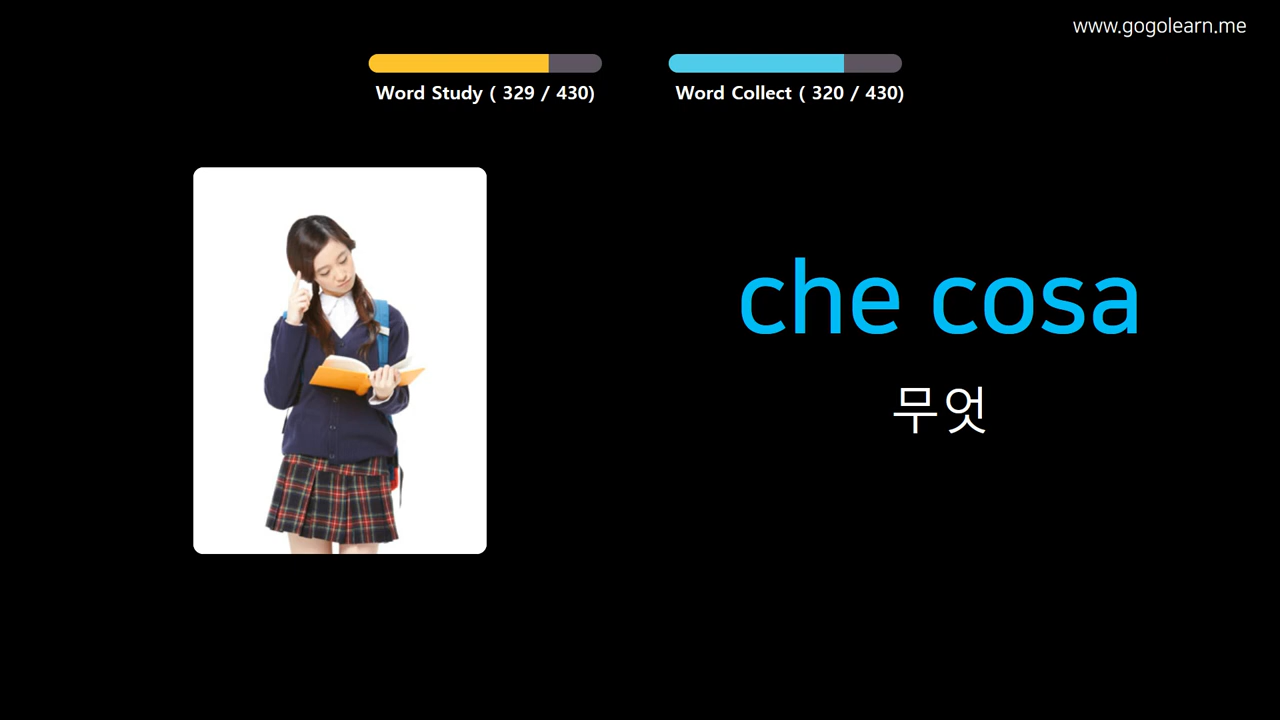 www.gogolearn.me
Word Study ( 329 / 430)
Word Collect ( 320 / 430)
che cosa
무엇